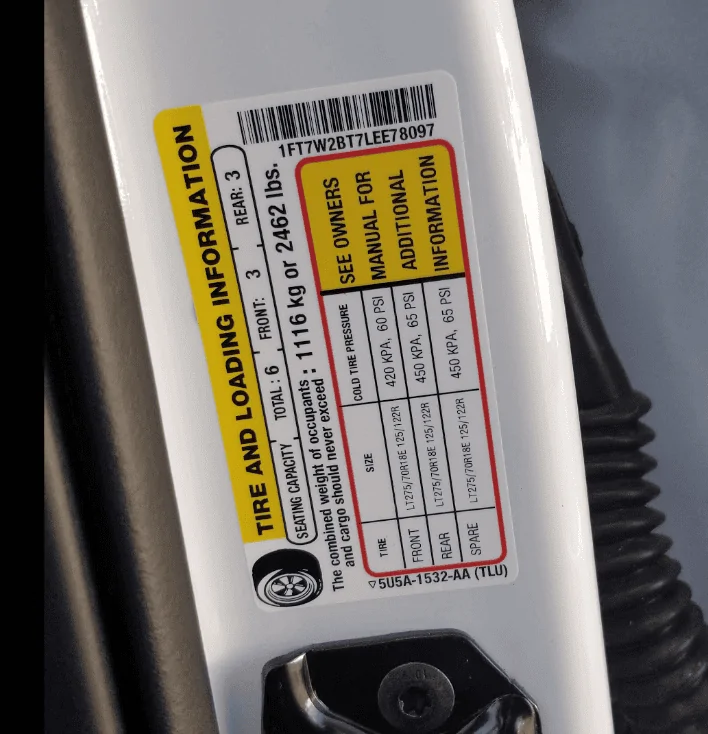 TIRE AND LOADING INFORMATION
SEATING CAPACITY TOTAL: 6 FRONT: 3 REAR: 3
The combined weight of occupants
and cargo should never exceed : 1116 kg or 2462 lbs.
TIRE SIZE COLD TIRE PRESSURE
FRONT LT275/70R18E 125/122R 420 KPA, 60 PSI
REAR LT275/70R18E 125/122R 450 KPA, 65 PSI
SPARE LT275/70R18E 125/122R 450 KPA, 65 PSI
SEE OWNERS
MANUAL FOR
ADDITIONAL
INFORMATION
5U5A-1532-AA (TLU)
1FT7W2BT7LEE78097